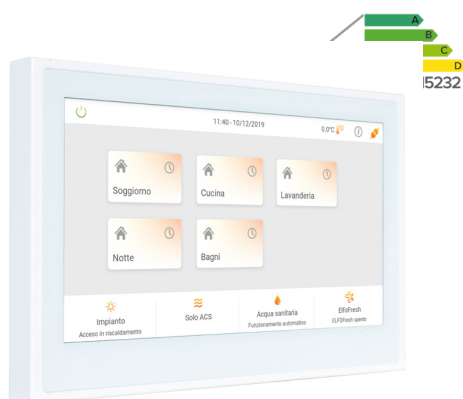 A
B
C
D
15232
11:40 - 10/12/2019
0.0°C
Soggiorno
Cucina
Lavanderia
Notte
Bagni
Impianto
Acceso in riscaldamento
Solo ACS
Acqua sanitaria
Funzionamento automatico
ElfoFresh
ELFOFresh spento